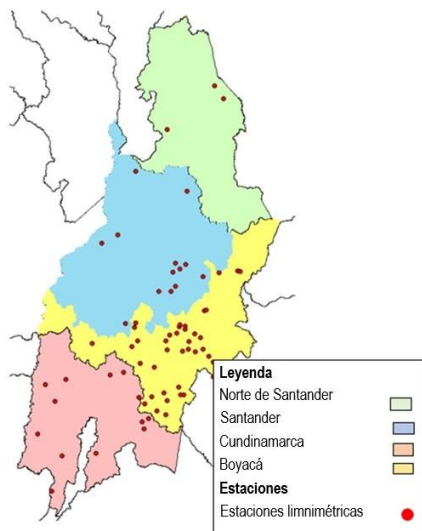 Leyenda
Norte de Santander
Santander
Cundinamarca
Boyacá
Estaciones
Estaciones limnimétricas